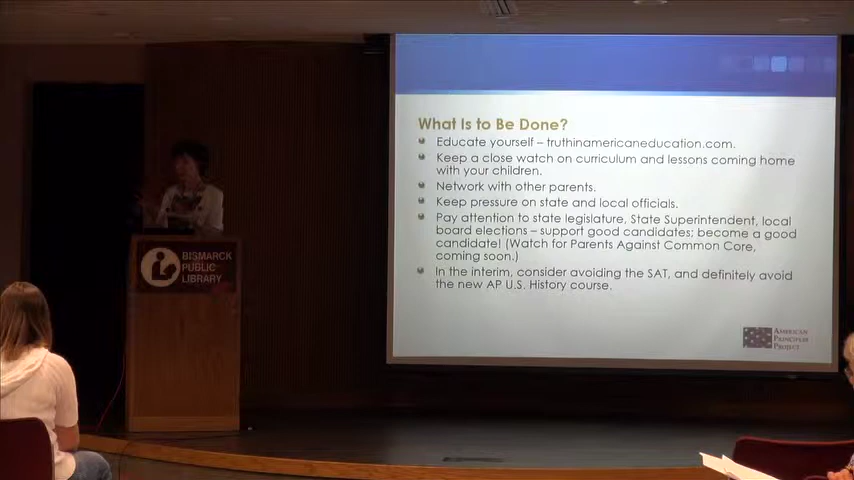 What Is to Be Done?
Educate yourself – truthinamericaneducation.com.
Keep a close watch on curriculum and lessons coming home
with your children.
Network with other parents.
Keep pressure on state and local officials.
Pay attention to state legislature, State Superintendent, local
board elections – support good candidates; become a good
candidate! (Watch for Parents Against Common Core,
coming soon.)
In the interim, consider avoiding the SAT, and definitely avoid
the new AP U.S. History course.
AMERICAN
PRINCIPLES
PROJECT
BISMARCK
PUBLIC
LIBRARY